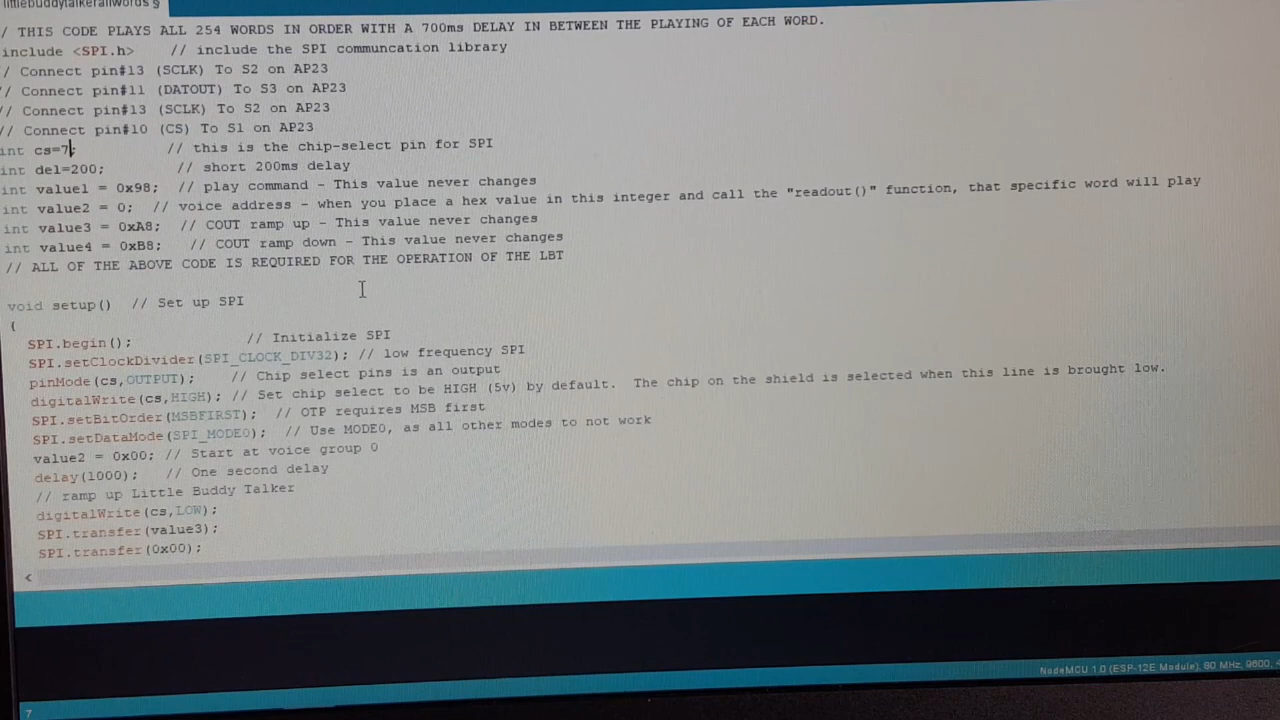 littlebuddytalkerallwords §
/ THIS CODE PLAYS ALL 254 WORDS IN ORDER WITH A 700ms DELAY IN BETWEEN THE PLAYING OF EACH WORD.
include <SPI.h> // include the SPI communcation library
// Connect pin#13 (SCLK) To S2 on AP23
// Connect pin#11 (DATOUT) To S3 on AP23
// Connect pin#13 (SCLK) To S2 on AP23
// Connect pin#10 (CS) To S1 on AP23
int cs=7; // this is the chip-select pin for SPI
int del=200; // short 200ms delay
int value1 = 0x98; // play command - This value never changes
int value2 = 0; // voice address - when you place a hex value in this integer and call the "readout()" function, that specific word will play
int value3 = 0xA8; // COUT ramp up - This value never changes
int value4 = 0xB8; // COUT ramp down - This value never changes
// ALL OF THE ABOVE CODE IS REQUIRED FOR THE OPERATION OF THE LBT
void setup() // Set up SPI
{
SPI.begin(); // Initialize SPI
SPI.setClockDivider(SPI_CLOCK_DIV32); // low frequency SPI
pinMode(cs,OUTPUT); // Chip select pins is an output
digitalWrite(cs,HIGH); // Set chip select to be HIGH (5v) by default. The chip on the shield is selected when this line is brought low.
SPI.setBitOrder(MSBFIRST); // OTP requires MSB first
SPI.setDataMode(SPI_MODE0); // Use MODE0, as all other modes to not work
value2 = 0x00; // Start at voice group 0
delay(1000); // One second delay
// ramp up Little Buddy Talker
digitalWrite(cs,LOW);
SPI.transfer(value3);
SPI.transfer(0x00);
<
NodeMCU 1.0 (ESP-12E Module), 80 MHz, 9600,
7